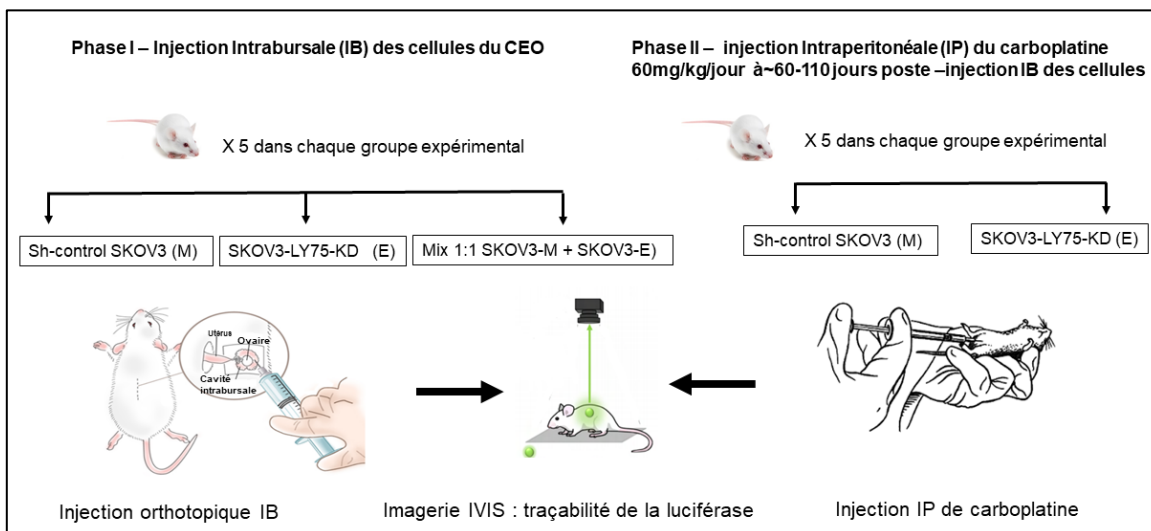 Phase I – Injection Intrabursale (IB) des cellules du CEO
Phase II – injection Intraperitonéale (IP) du carboplatine
60mg/kg/jour à~60-110 jours poste –injection IB des cellules
X 5 dans chaque groupe expérimental
X 5 dans chaque groupe expérimental
Sh-control SKOV3 (M)
SKOV3-LY75-KD (E)
Mix 1:1 SKOV3-M + SKOV3-E)
Sh-control SKOV3 (M)
SKOV3-LY75-KD (E)
Utérus
Ovaire
Cavité
intrabursale
Injection orthotopique IB
Imagerie IVIS : traçabilité de la luciférase
Injection IP de carboplatine